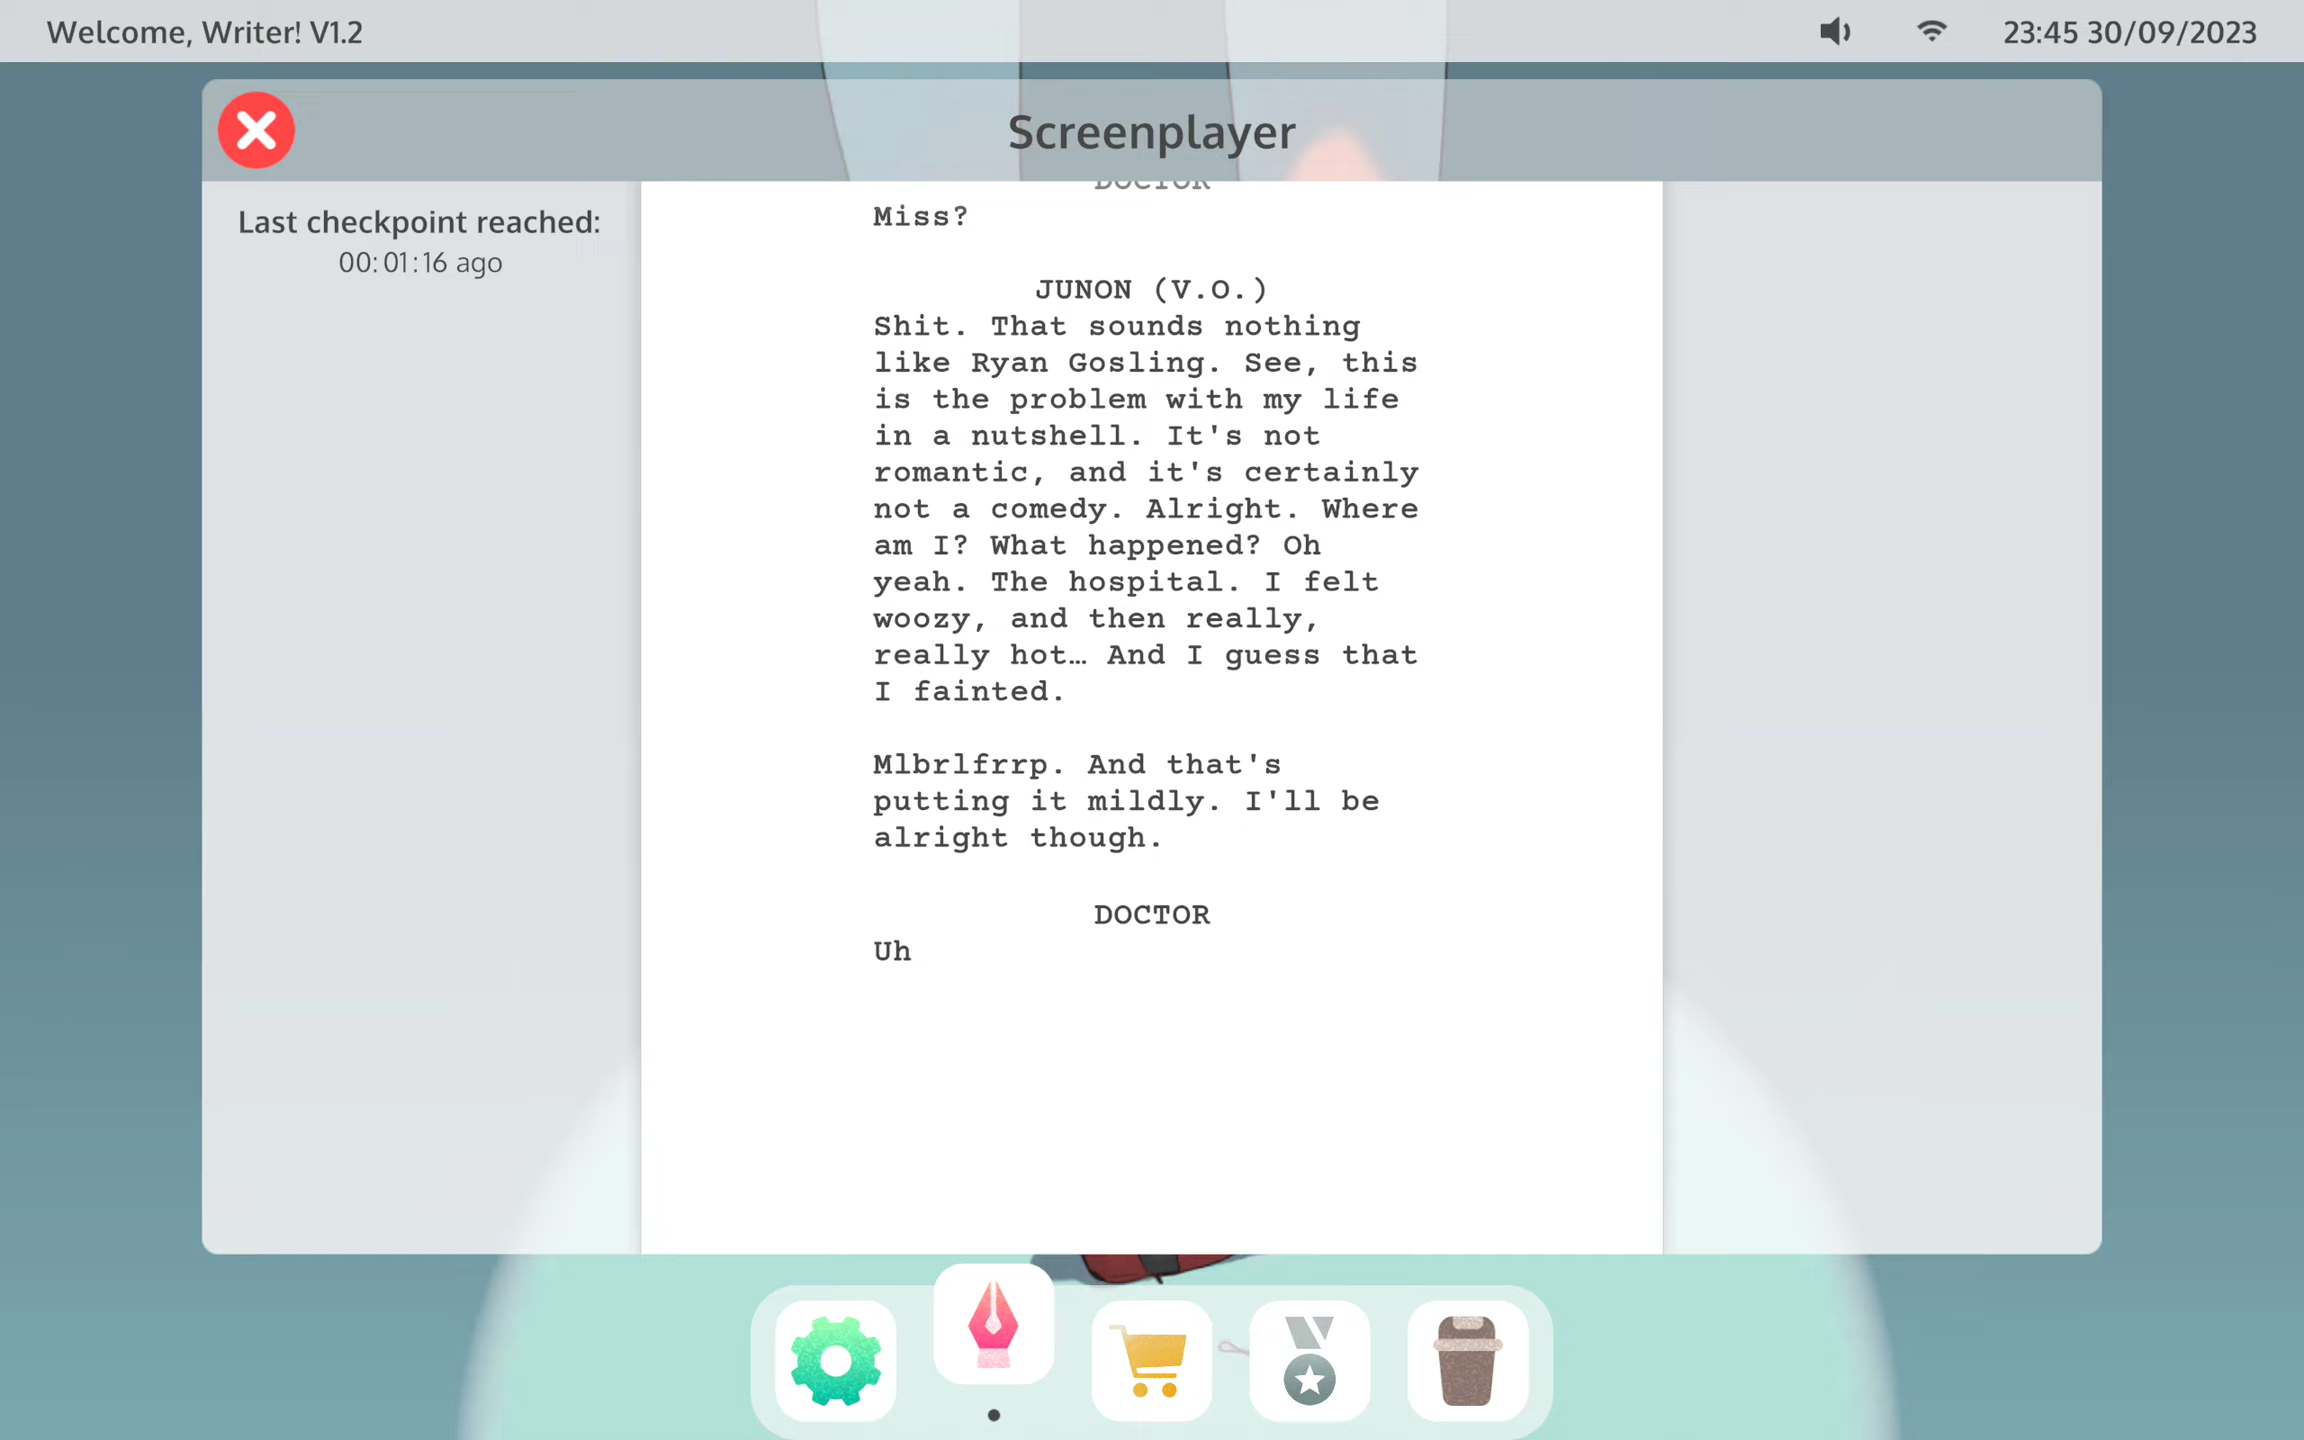 Welcome, Writer! V1.2
23:45 30/09/2023
Screenplayer
Last checkpoint reached:
00:01:16 ago
DOCTOR
Miss?
JUNON (V.O.)
Shit. That sounds nothing
like Ryan Gosling. See, this
is the problem with my life
in a nutshell. It's not
romantic, and it's certainly
not a comedy. Alright. Where
am I? What happened? Oh
yeah. The hospital. I felt
woozy, and then really,
really hot… And I guess that
I fainted.
Mlbrlfrrp. And that's
putting it mildly. I'll be
alright though.
DOCTOR
Uh